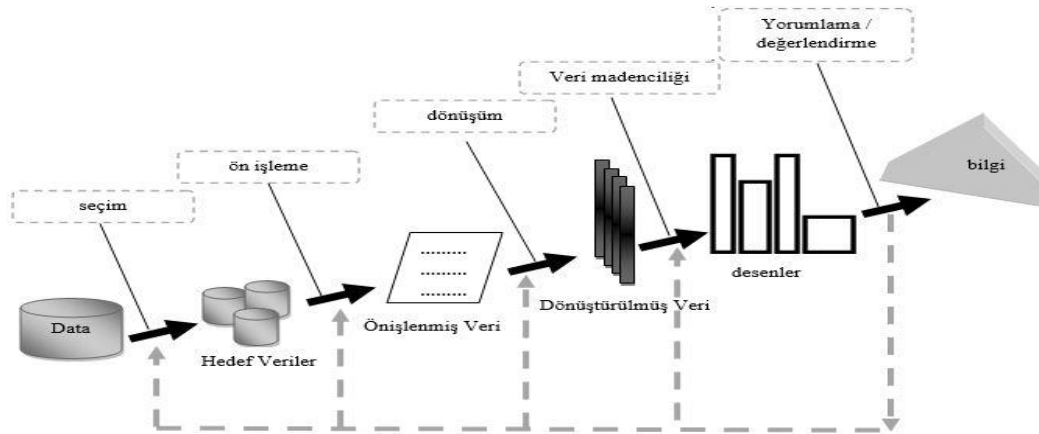 Yorumlama /
değerlendirme
Veri madenciliği
dönüşüm
ön işleme
seçim
bilgi
desenler
Dönüştürülmüş Veri
Önişlenmiş Veri
Hedef Veriler
Data